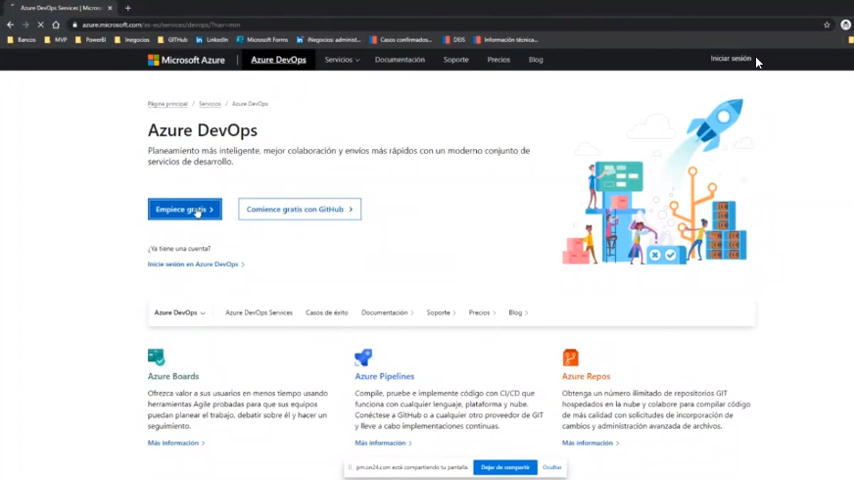 Azure DevOps Services | Micros
azure.microsoft.com/es-es/services/devops/?nav=min
Bancos
MVP
PowerBI
Inegocios
GITHub
LinkedIN
Microsoft Forms
iNegocios: administ...
Casos confirmados...
DEIS
Información técnica...
Microsoft Azure
Azure DevOps
Servicios
Documentación
Soporte
Precios
Blog
Iniciar sesión
Página principal / Servicios / Azure DevOps
Azure DevOps
Planeamiento más inteligente, mejor colaboración y envíos más rápidos con un moderno conjunto de
servicios de desarrollo.
Empiece gratis >
Comience gratis con GitHub >
¿Ya tiene una cuenta?
Inicie sesión en Azure DevOps >
Azure DevOps
Azure DevOps Services
Casos de éxito
Documentación >
Soporte >
Precios >
Blog >
Azure Boards
Ofrezca valor a sus usuarios en menos tiempo usando
herramientas Agile probadas para que sus equipos
puedan planear el trabajo, debatir sobre él y hacer un
seguimiento.
Más información >
Azure Pipelines
Compile, pruebe e implemente código con CI/CD que
funciona con cualquier lenguaje, plataforma y nube.
Conéctese a GitHub o a cualquier otro proveedor de GIT
y lleve a cabo implementaciones continuas.
Más información >
Azure Repos
Obtenga un número ilimitado de repositorios GIT
hospedados en la nube y colabore para compilar código
de más calidad con solicitudes de incorporación de
cambios y administración avanzada de archivos.
Más información >
pm.on24.com está compartiendo tu pantalla.
Dejar de compartir
Ocultar